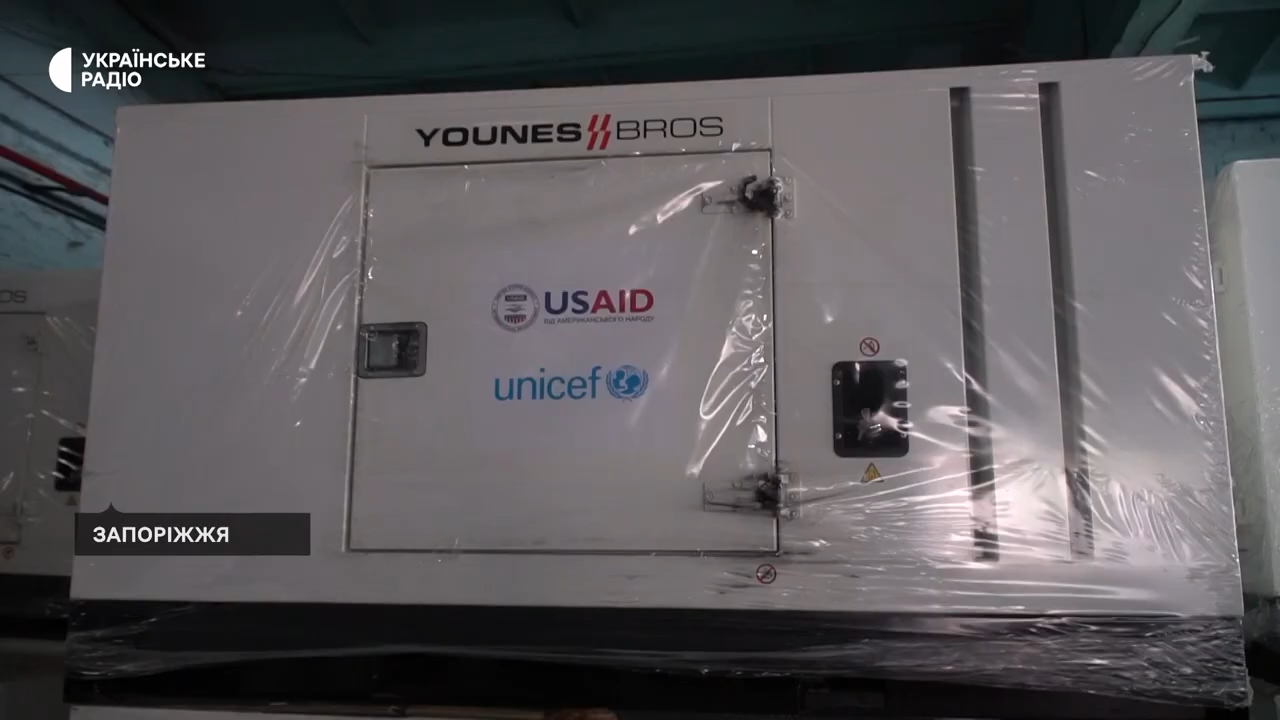 УКРАЇНСЬКЕ
РАДІО
YOUNES BROS
USAID
ВІД АМЕРИКАНСЬКОГО НАРОДУ
unicef
ЗАПОРІЖЖЯ